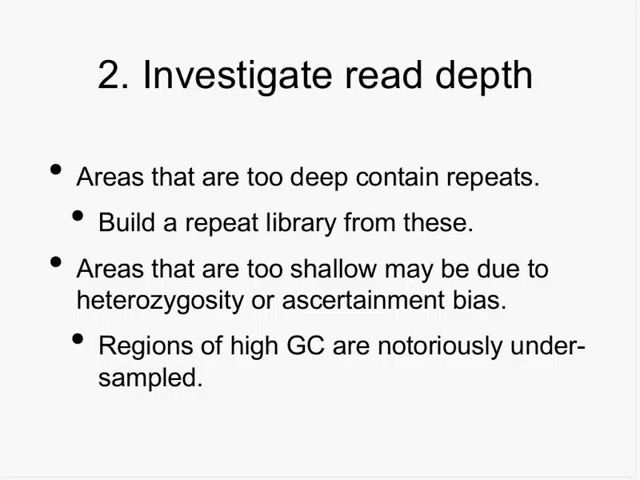 2. Investigate read depth
• Areas that are too deep contain repeats.
• Build a repeat library from these.
• Areas that are too shallow may be due to
heterozygosity or ascertainment bias.
• Regions of high GC are notoriously under-
sampled.